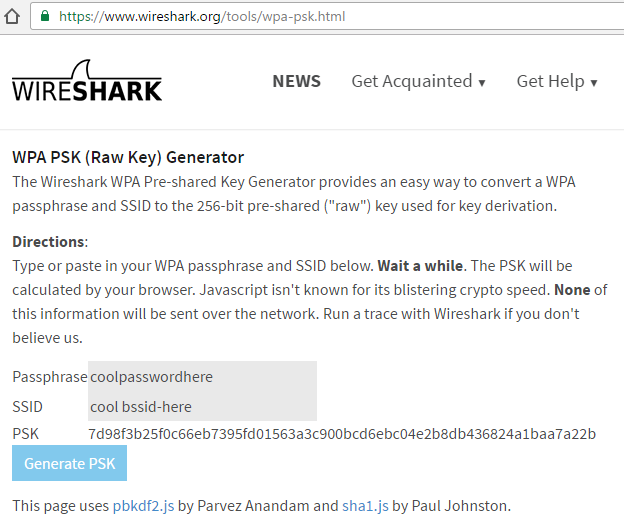 https://www.wireshark.org/tools/wpa-psk.html
WIRESHARK
NEWS Get Acquainted ▾ Get Help ▾
WPA PSK (Raw Key) Generator
The Wireshark WPA Pre-shared Key Generator provides an easy way to convert a WPA
passphrase and SSID to the 256-bit pre-shared ("raw") key used for key derivation.
Directions:
Type or paste in your WPA passphrase and SSID below. Wait a while. The PSK will be
calculated by your browser. Javascript isn't known for its blistering crypto speed. None of
this information will be sent over the network. Run a trace with Wireshark if you don't
believe us.
Passphrase coolpasswordhere
SSID cool bssid-here
PSK 7d98f3b25f0c66eb7395fd01563a3c900bcd6ebc04e2b8db436824a1baa7a22b
Generate PSK
This page uses pbkdf2.js by Parvez Anandam and sha1.js by Paul Johnston.